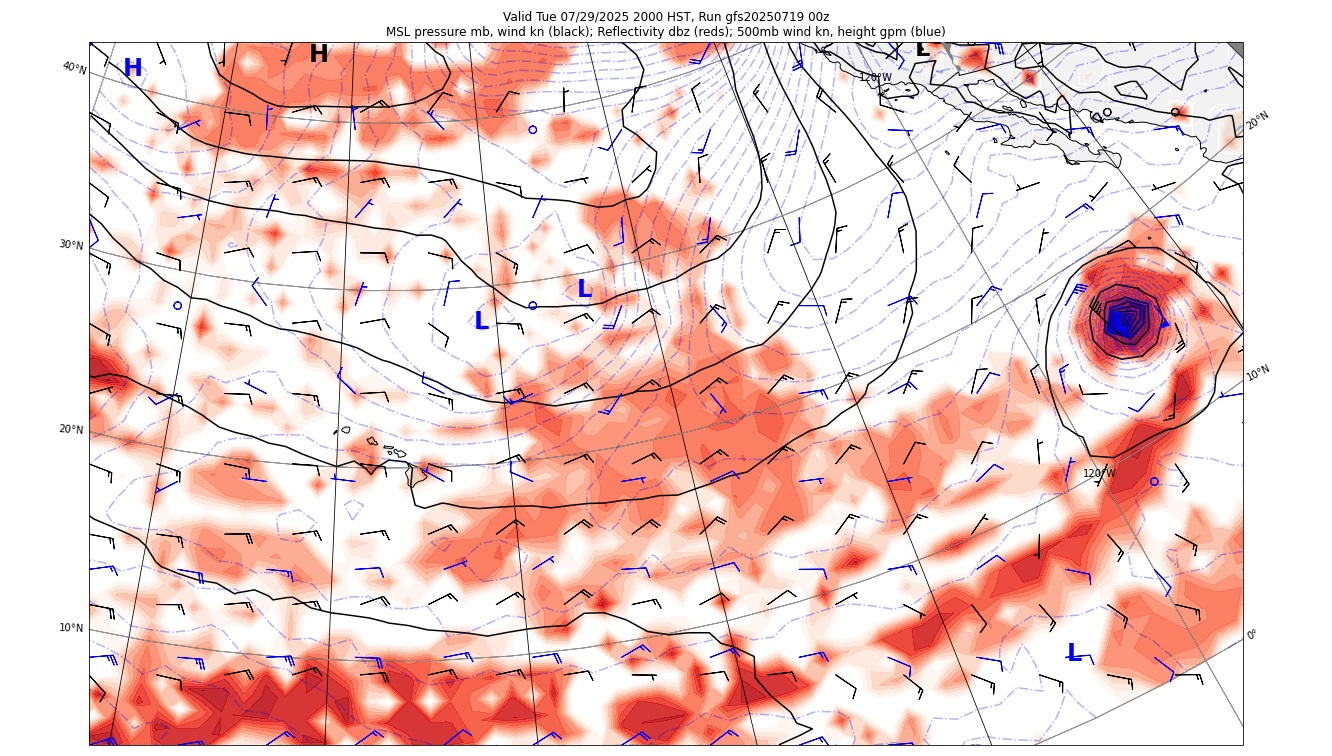 Valid Tue 07/29/2025 2000 HST, Run gfs20250719 00z
MSL pressure mb, wind kn (black); Reflectivity dbz (reds); 500mb wind kn, height gpm (blue)
H
H
L
40°N
120°W
20°N
30°N
L
L
L
10°N
20°N
120°W
10°N
0°
L